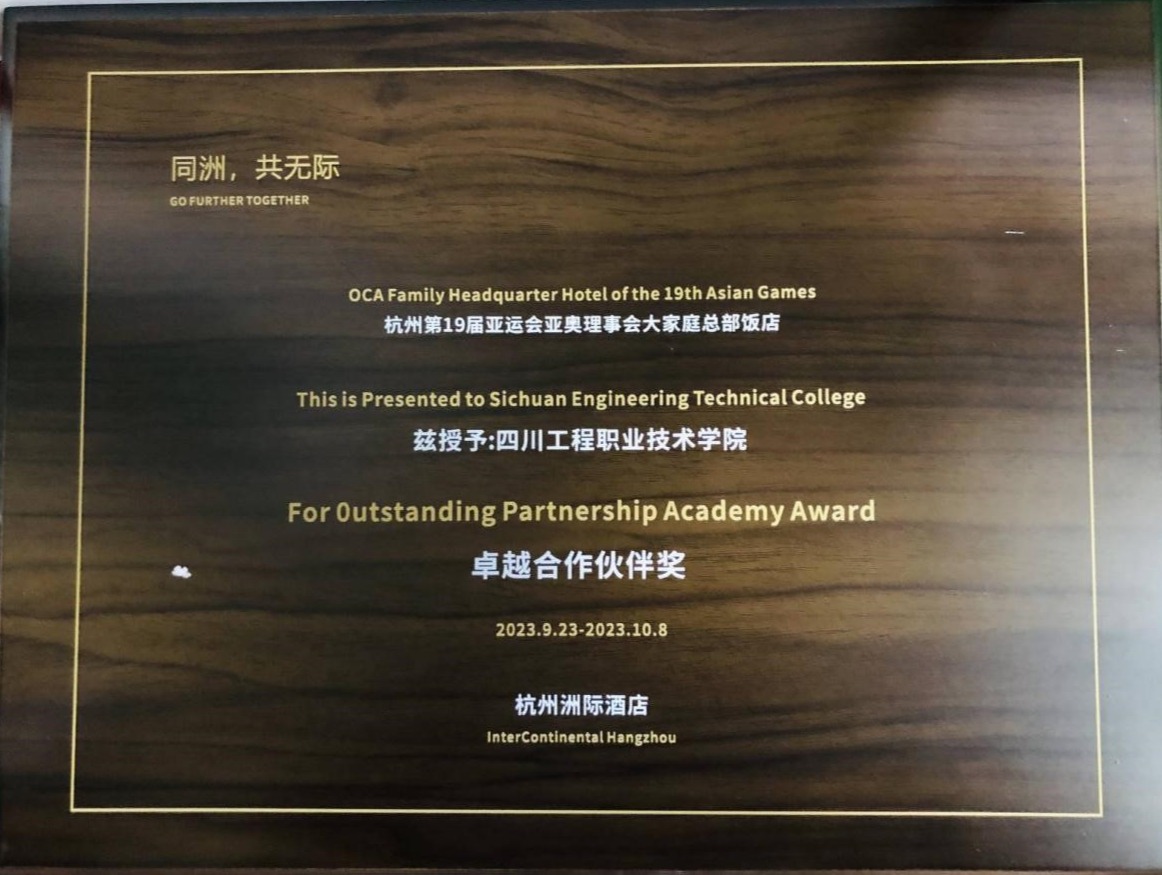 同洲，共无际
GO FURTHER TOGETHER
OCA Family Headquarter Hotel of the 19th Asian Games
杭州第19届亚运会亚奥理事会大家庭总部饭店
This is Presented to Sichuan Engineering Technical College
兹授予:四川工程职业技术学院
For 0utstanding Partnership Academy Award
卓越合作伙伴奖
2023.9.23-2023.10.8
杭州洲际酒店
InterContinental Hangzhou